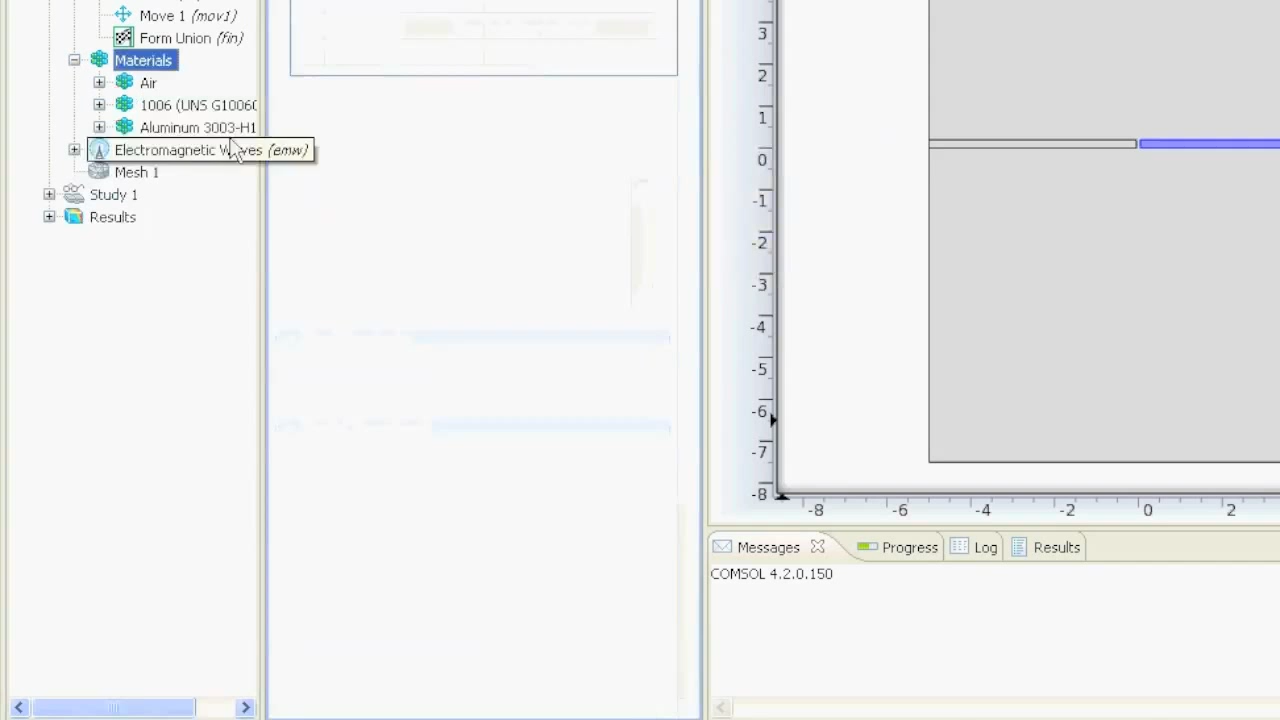 Move 1 (mov1)
Form Union (fin)
Materials
Air
1006 (UNS G1006
Aluminum 3003-H1
Electromagnetic Waves (emw)
Mesh 1
Study 1
Results
3
2
1
0
-1
-2
-3
-4
-5
-6
-7
-8
-8 -6 -4 -2 0 2
Messages Progress Log Results
COMSOL 4.2.0.150